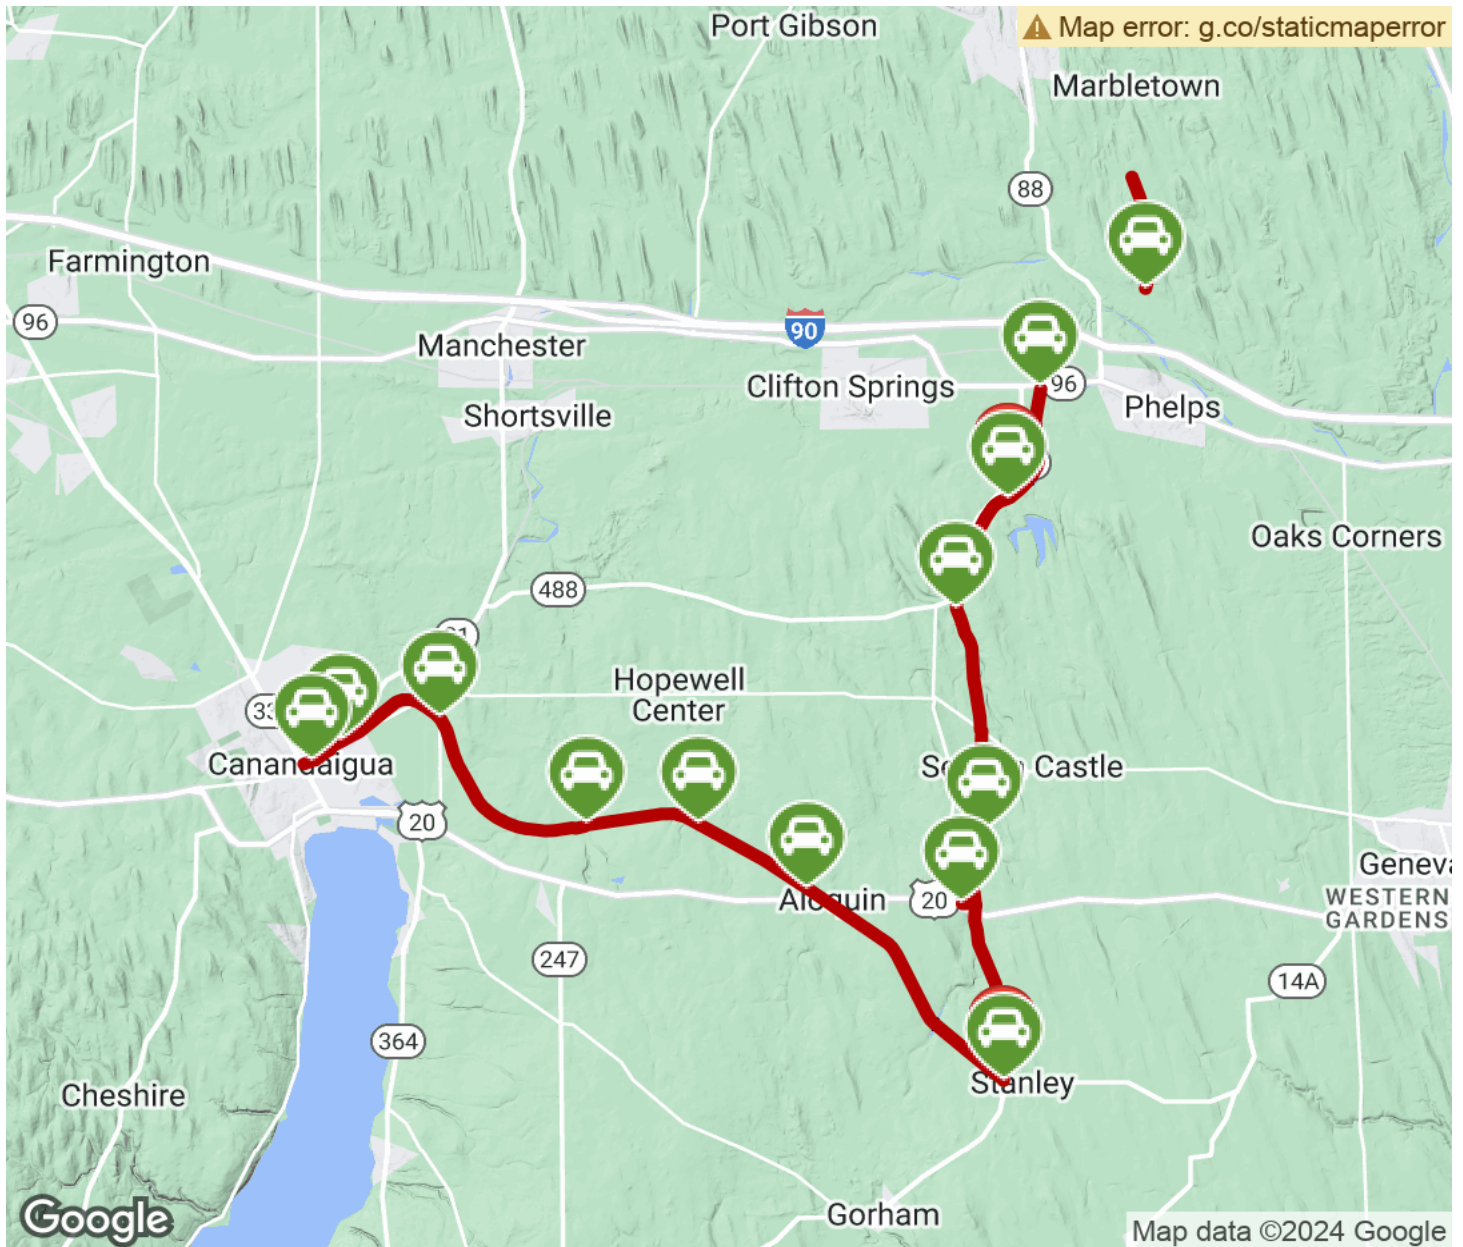 Port Gibson
Map error: g.co/staticmaperror
Marbletown
88
Farmington
96
90
Manchester
Clifton Springs
96
Phelps
Shortsville
Oaks Corners
488
Hopewell
Center
Canandaigua
Castle
20
Geneva
Aloquin
20
WESTERN
GARDENS
247
14A
364
Stanley
Cheshire
Gorham
Google
Map data ©2024 Google